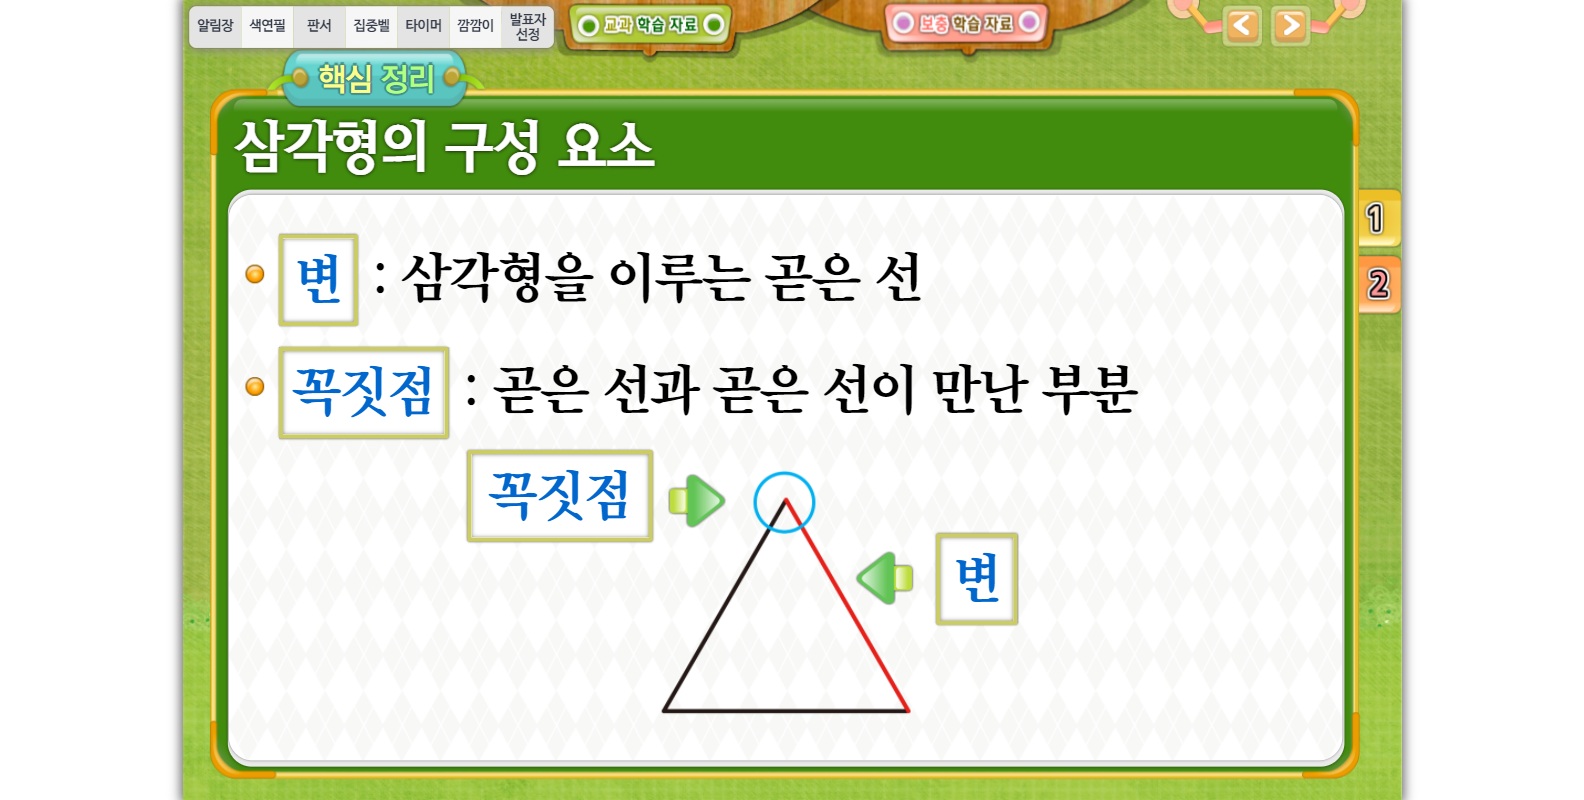 알림장 색연필 판서 집중벨 타이머 깜깜이 발표자 선정
교과 학습 자료
보충 학습 자료
핵심 정리
삼각형의 구성 요소
변 : 삼각형을 이루는 곧은 선
꼭짓점 : 곧은 선과 곧은 선이 만난 부분
꼭짓점
변
1
2